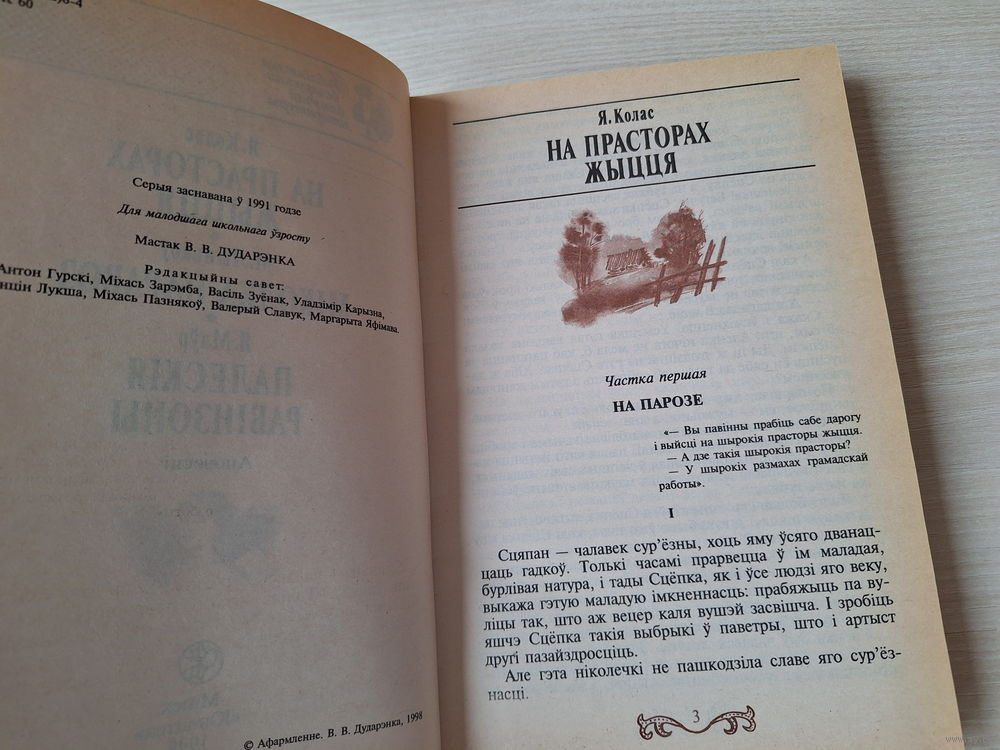 К 60
Серыя заснавана ў 1991 годзе
Для малодшага школьнага ўзросту
Мастак В. В. ДУДАРЭНКА
Рэдакцыйны савет:
Антон Гурскі, Міхась Зарэмба, Васіль Зуёнак, Уладзімір Карызна,
Лукша, Міхась Пазнякоў, Валерый Славук, Маргарыта Яфімава.
© Афармленне. В. В. Дударэнка, 1998
Я. Колас
НА ПРАСТОРАХ
ЖЫЦЦЯ
Частка першая
НА ПАРОЗЕ
«— Вы павінны прабіць сабе дарогу
і выйсці на шырокія прасторы жыцця.
— А дзе такія шырокія прасторы?
— У шырокіх размахах грамадскай
работы».
I
Сцяпан — чалавек сур'ёзны, хоць яму ўсяго дванац-
цаць гадкоў. Толькі часамі прарвецца ў ім маладая,
бурлівая натура, і тады Сцёпка, як і ўсе людзі яго веку,
выкажа гэтую маладую імкненнасць: прабяжыць па ву-
ліцы так, што аж вецер каля вушэй засвішча. І зробіць
яшчэ Сцёпка такія выбрыкі ў паветры, што і артыст
другі пазайздросціць.
Але гэта ніколечкі не пашкодзіла славе яго сур'ёз-
насці.
3